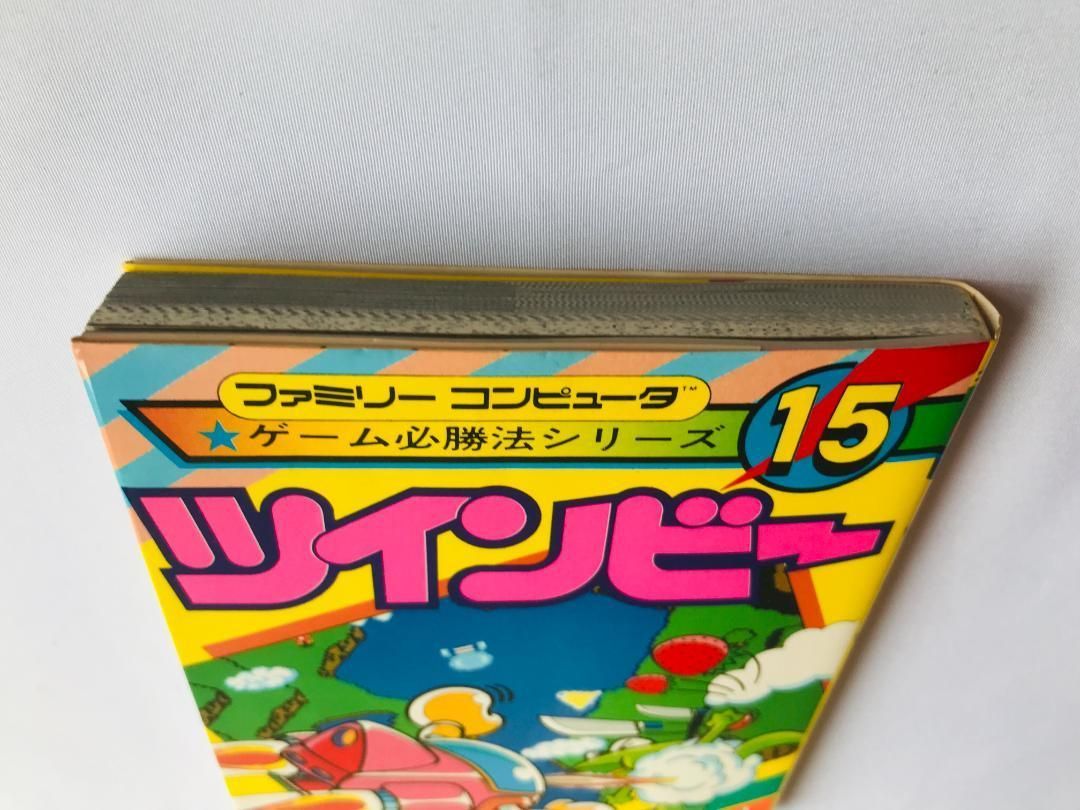 ファミリー コンピュータ™
★ゲーム必勝法シリーズ
15
ツインビー